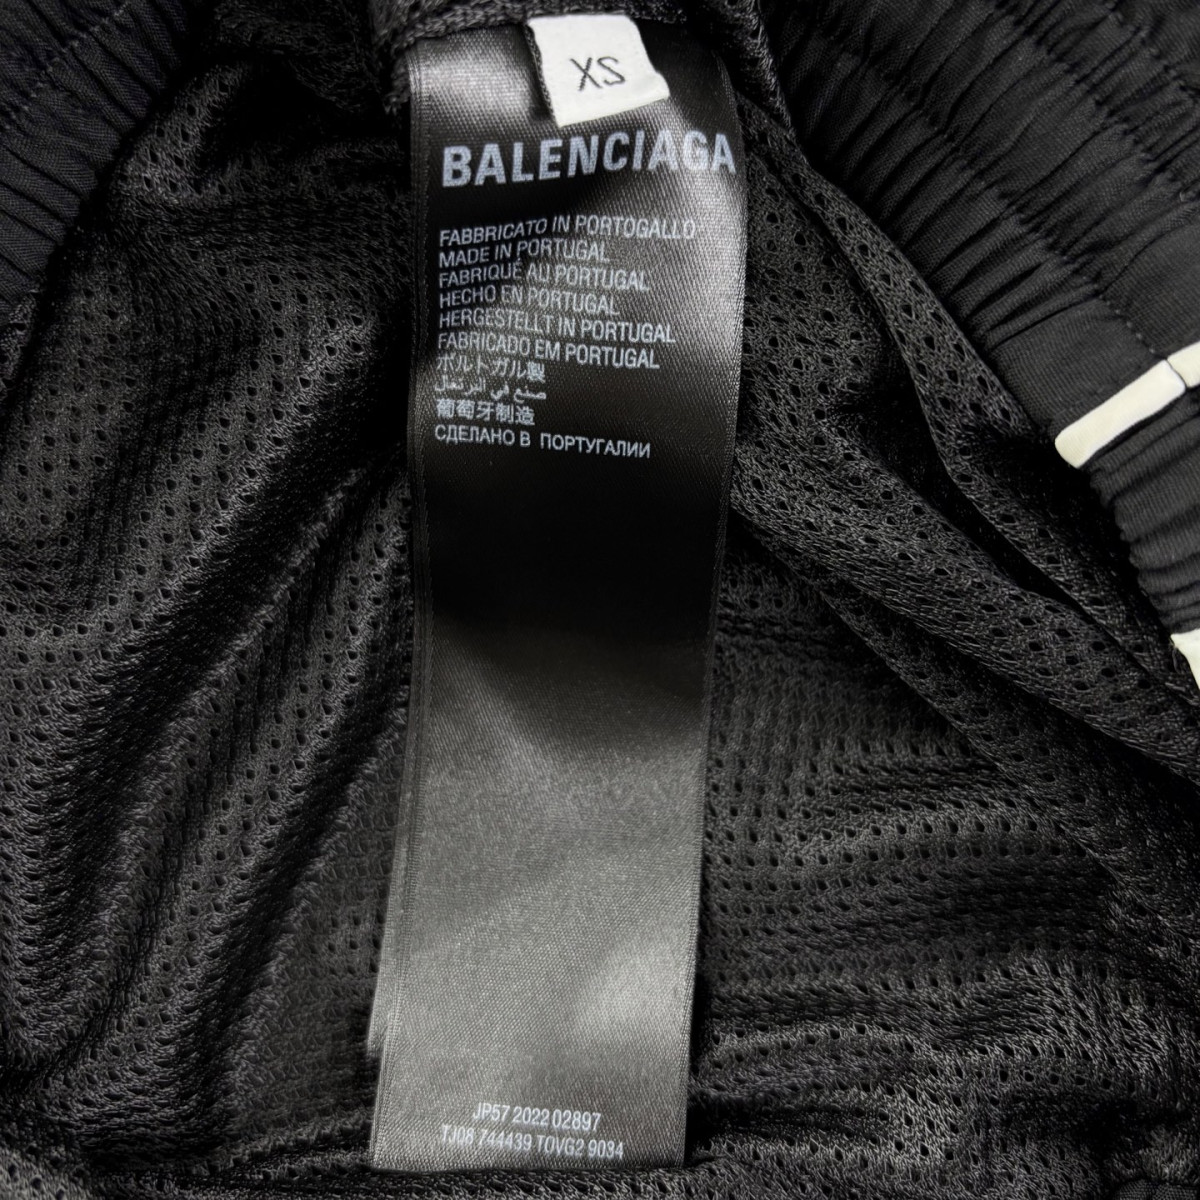 XS
BALENCIAGA
FABBRICATO IN PORTOGALLO
MADE IN PORTUGAL
FABRIQUÉ AU PORTUGAL
HECHO EN PORTUGAL
HERGESTELLT IN PORTUGAL
FABRICADO EM PORTUGAL
ポルトガル製
صنع في البرتغال
葡萄牙制造
СДЕЛАНО В ПОРТУГАЛИИ
JP57 2022 02897
TJ08 744439 TOVG2 9034